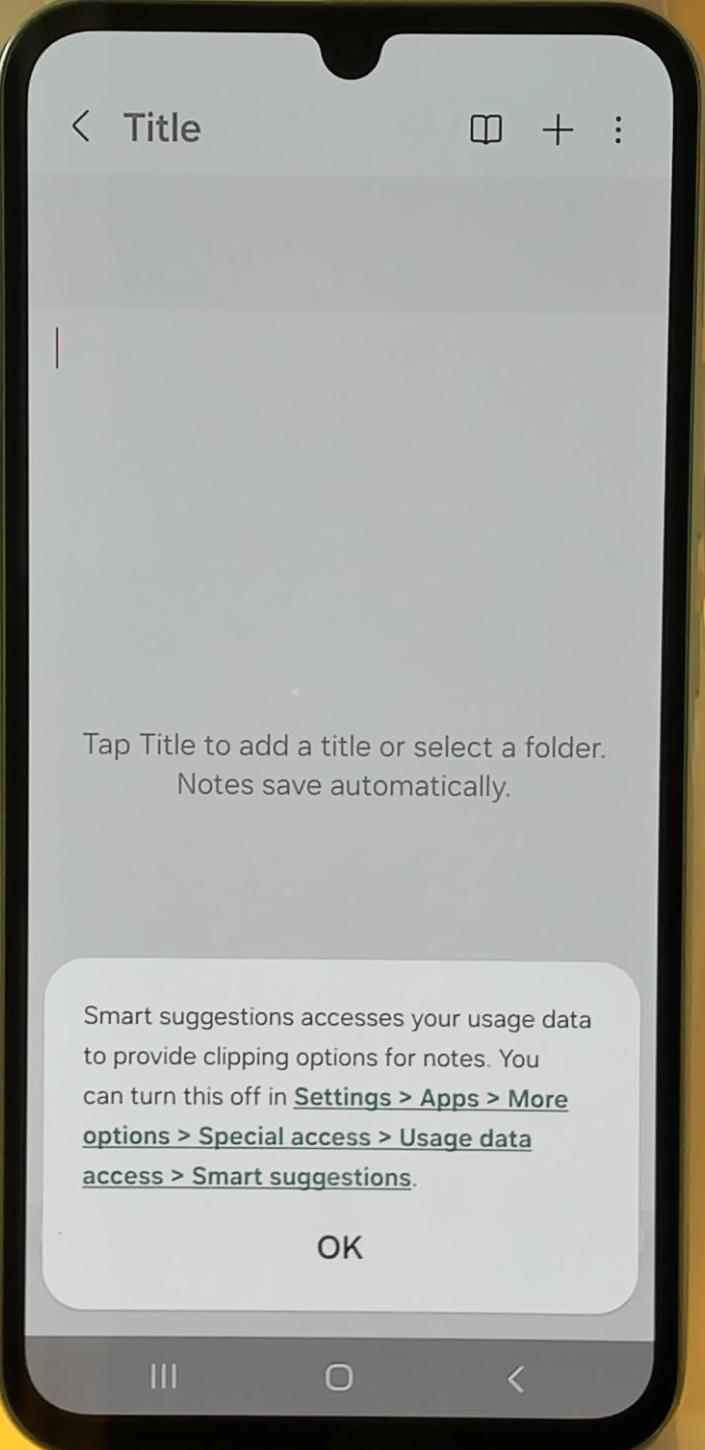 Title
Tap Title to add a title or select a folder.
Notes save automatically.
Smart suggestions accesses your usage data
to provide clipping options for notes. You
can turn this off in Settings > Apps > More
options > Special access > Usage data
access > Smart suggestions.
OK